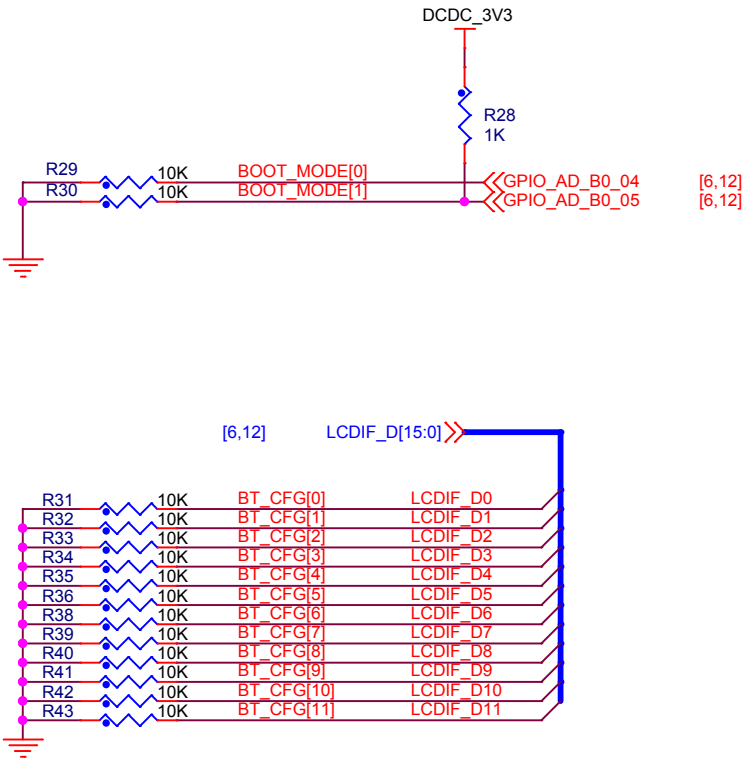 DCDC_3V3
R28
1K
R29 10K BOOT_MODE[0] GPIO_AD_B0_04 [6,12]
R30 10K BOOT_MODE[1] GPIO_AD_B0_05 [6,12]
[6,12] LCDIF_D[15:0]
R31 10K BT_CFG[0] LCDIF_D0
R32 10K BT_CFG[1] LCDIF_D1
R33 10K BT_CFG[2] LCDIF_D2
R34 10K BT_CFG[3] LCDIF_D3
R35 10K BT_CFG[4] LCDIF_D4
R36 10K BT_CFG[5] LCDIF_D5
R38 10K BT_CFG[6] LCDIF_D6
R39 10K BT_CFG[7] LCDIF_D7
R40 10K BT_CFG[8] LCDIF_D8
R41 10K BT_CFG[9] LCDIF_D9
R42 10K BT_CFG[10] LCDIF_D10
R43 10K BT_CFG[11] LCDIF_D11